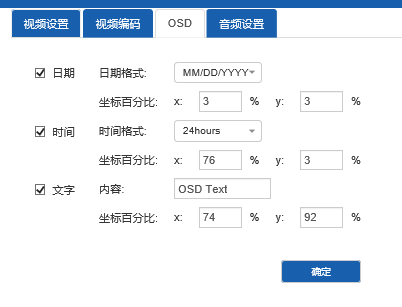 视频设置 视频编码 OSD 音频设置
日期 日期格式: MM/DD/YYYY
坐标百分比: x: 3 % y: 3 %
时间 时间格式: 24hours
坐标百分比: x: 76 % y: 3 %
文字 内容: OSD Text
坐标百分比: x: 74 % y: 92 %
确定